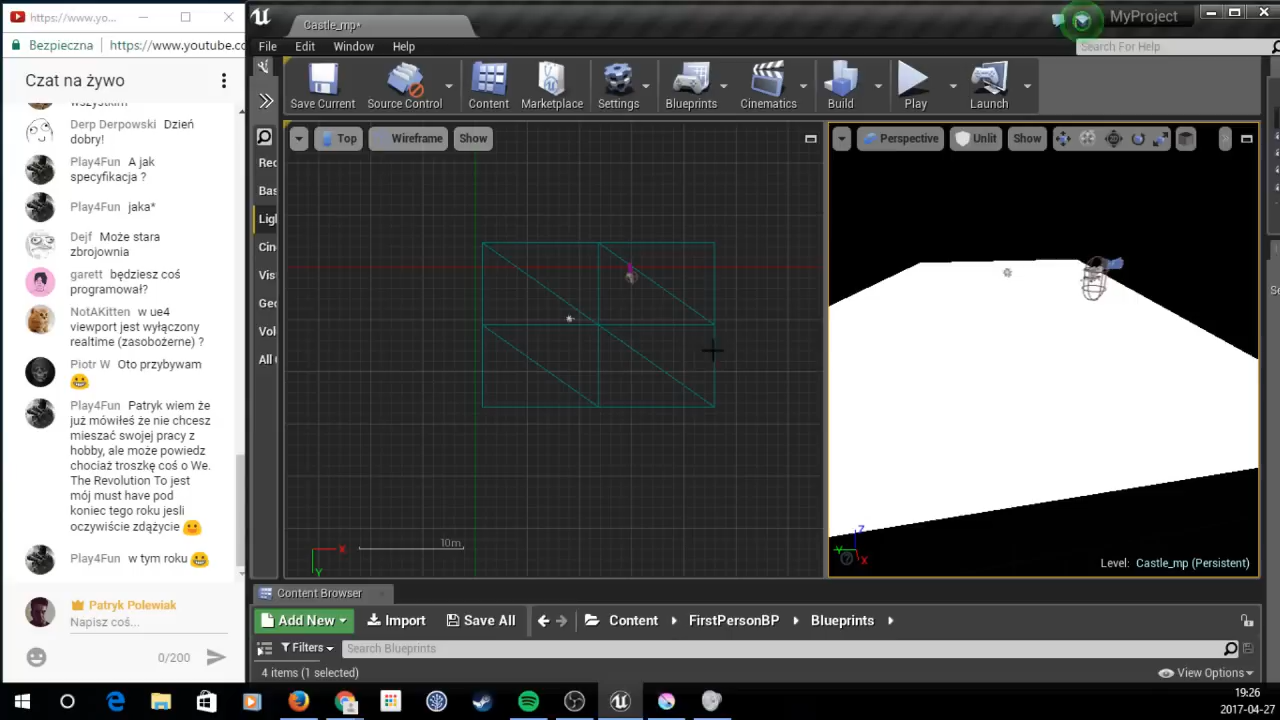 https://www.yo...
Bezpieczna
https://www.youtube.cc
Czat na żywo
wszystkim
Derp Derpowski Dzień
dobry!
Play4Fun A jak
specyfikacja ?
Play4Fun jaka*
Dejf Może stara
zbrojownia
garett będziesz coś
programował?
NotAKitten w ue4
viewport jest wyłączony
realtime (zasobożerne) ?
Piotr W Oto przybywam
Play4Fun Patryk wiem że
już mówiłeś że nie chcesz
mieszać swojej pracy z
hobby, ale może powiedz
chociaż troszkę coś o We.
The Revolution To jest
mój must have pod
koniec tego roku jesli
oczywiście zdążycie
Play4Fun w tym roku
Patryk Polewiak
Napisz coś...
0/200
Castle_mp*
MyProject
File Edit Window Help
Search For Help
Save Current
Source Control
Content
Marketplace
Settings
Blueprints
Cinematics
Build
Play
Launch
Rec
Bas
Ligh
Cin
Vis
Geo
Volu
All C
Top
Wireframe
Show
10m
X
Y
Perspective
Unlit
Show
Z
Y
X
Level: Castle_mp (Persistent)
Content Browser
Add New
Import
Save All
Content
FirstPersonBP
Blueprints
Filters
Search Blueprints
4 items (1 selected)
View Options
19:26
2017-04-27